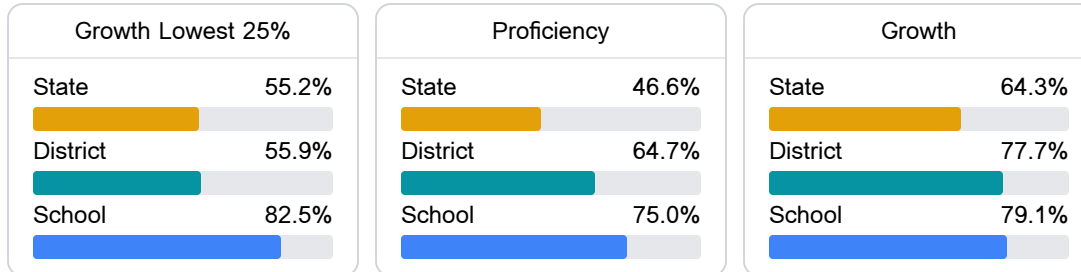 Growth Lowest 25%
State 55.2%
District 55.9%
School 82.5%
Proficiency
State 46.6%
District 64.7%
School 75.0%
Growth
State 64.3%
District 77.7%
School 79.1%